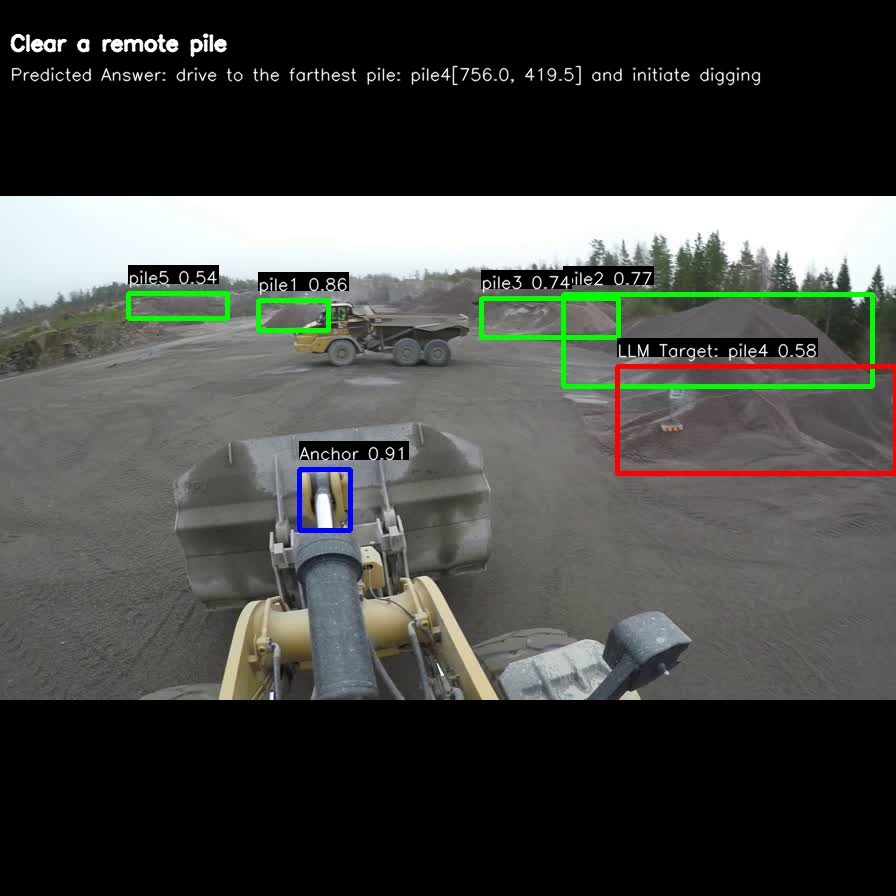 Clear a remote pile
Predicted Answer: drive to the farthest pile: pile4[756.0, 419.5] and initiate digging
pile5 0.54
pile1 0.86
pile3 0.74
pile2 0.77
LLM Target: pile4 0.58
Anchor 0.91